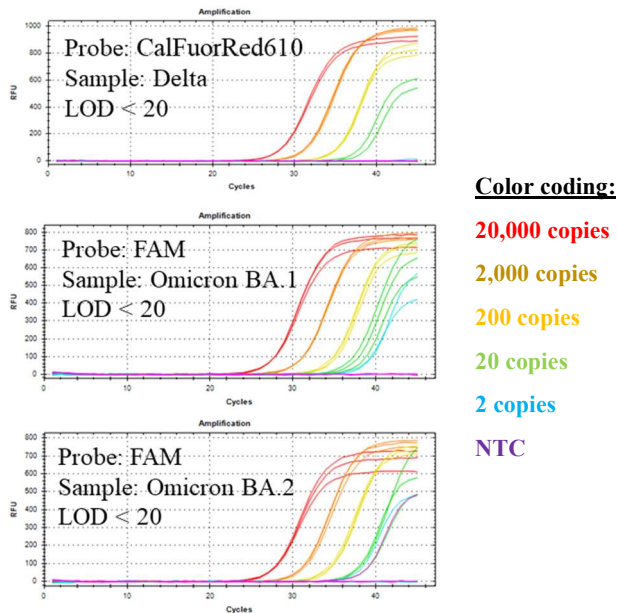 Amplification
1000
Probe: CalFuorRed610
800
Sample: Delta
600
LOD < 20
RFU
400
200
0
0
10
20
30
40
Cycles
Color coding:
20,000 copies
2,000 copies
200 copies
20 copies
2 copies
NTC
Amplification
800
Probe: FAM
700
Sample: Omicron BA.1
600
LOD < 20
500
RFU
400
300
200
100
0
0
10
20
30
40
Cycles
Amplification
800
Probe: FAM
700
Sample: Omicron BA.2
600
LOD < 20
500
RFU
400
300
200
100
0
0
10
20
30
40
Cycles